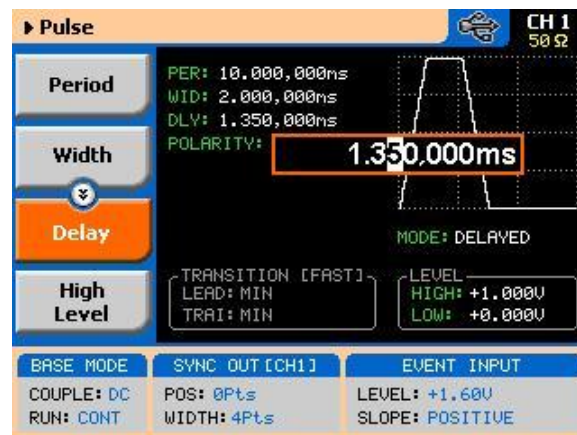 Pulse
CH 1
50 Ω
Period
Width
Delay
High
Level
PER: 10.000,000ms
WID: 2.000,000ms
DLY: 1.350,000ms
POLARITY:
1.350,000ms
MODE: DELAYED
TRANSITION [FAST]
LEAD: MIN
TRAI: MIN
LEVEL
HIGH: +1.000V
LOW: +0.000V
BASE MODE
COUPLE: DC
RUN: CONT
SYNC OUT [CH1]
POS: 0Pts
WIDTH: 4Pts
EVENT INPUT
LEVEL: +1.60V
SLOPE: POSITIVE